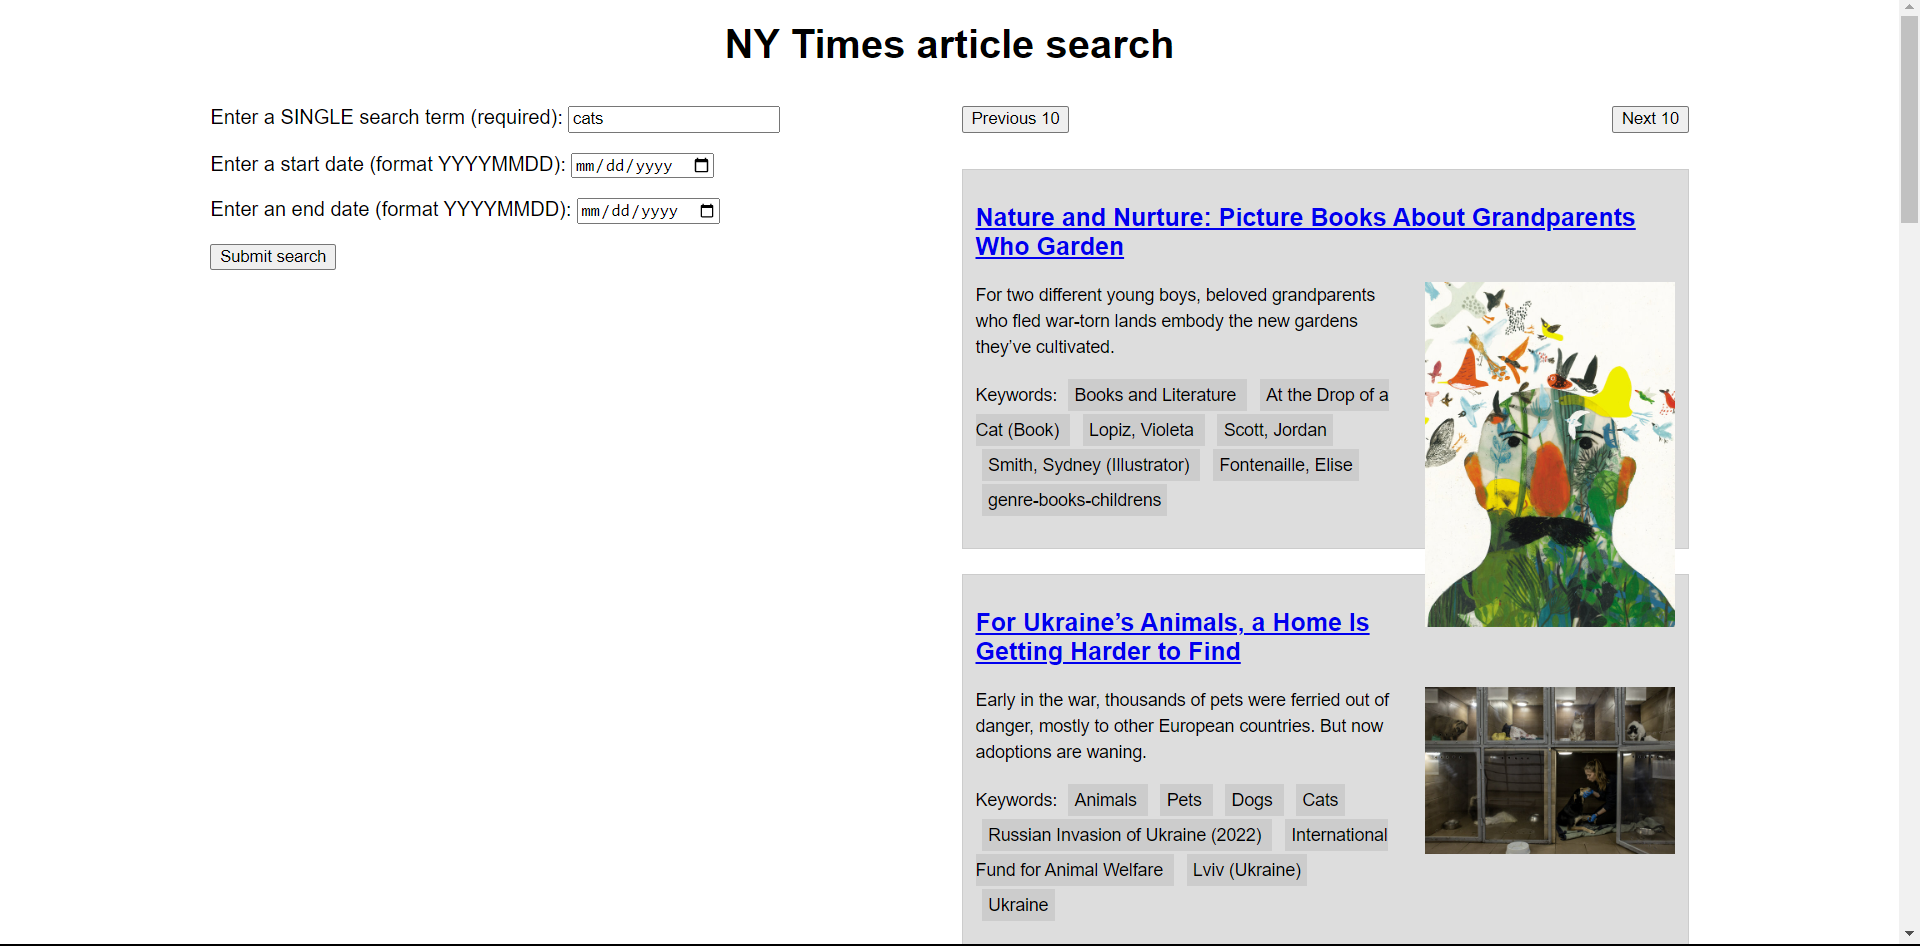 NY Times article search
Enter a SINGLE search term (required): cats
Enter a start date (format YYYYMMDD): mm/dd/yyyy
Enter an end date (format YYYYMMDD): mm/dd/yyyy
Submit search
Previous 10
Next 10
Nature and Nurture: Picture Books About Grandparents
Who Garden
For two different young boys, beloved grandparents
who fled war-torn lands embody the new gardens
they’ve cultivated.
Keywords: Books and Literature At the Drop of a
Cat (Book) Lopiz, Violeta Scott, Jordan
Smith, Sydney (Illustrator) Fontenaille, Elise
genre-books-childrens
For Ukraine’s Animals, a Home Is
Getting Harder to Find
Early in the war, thousands of pets were ferried out of
danger, mostly to other European countries. But now
adoptions are waning.
Keywords: Animals Pets Dogs Cats
Russian Invasion of Ukraine (2022) International
Fund for Animal Welfare Lviv (Ukraine)
Ukraine